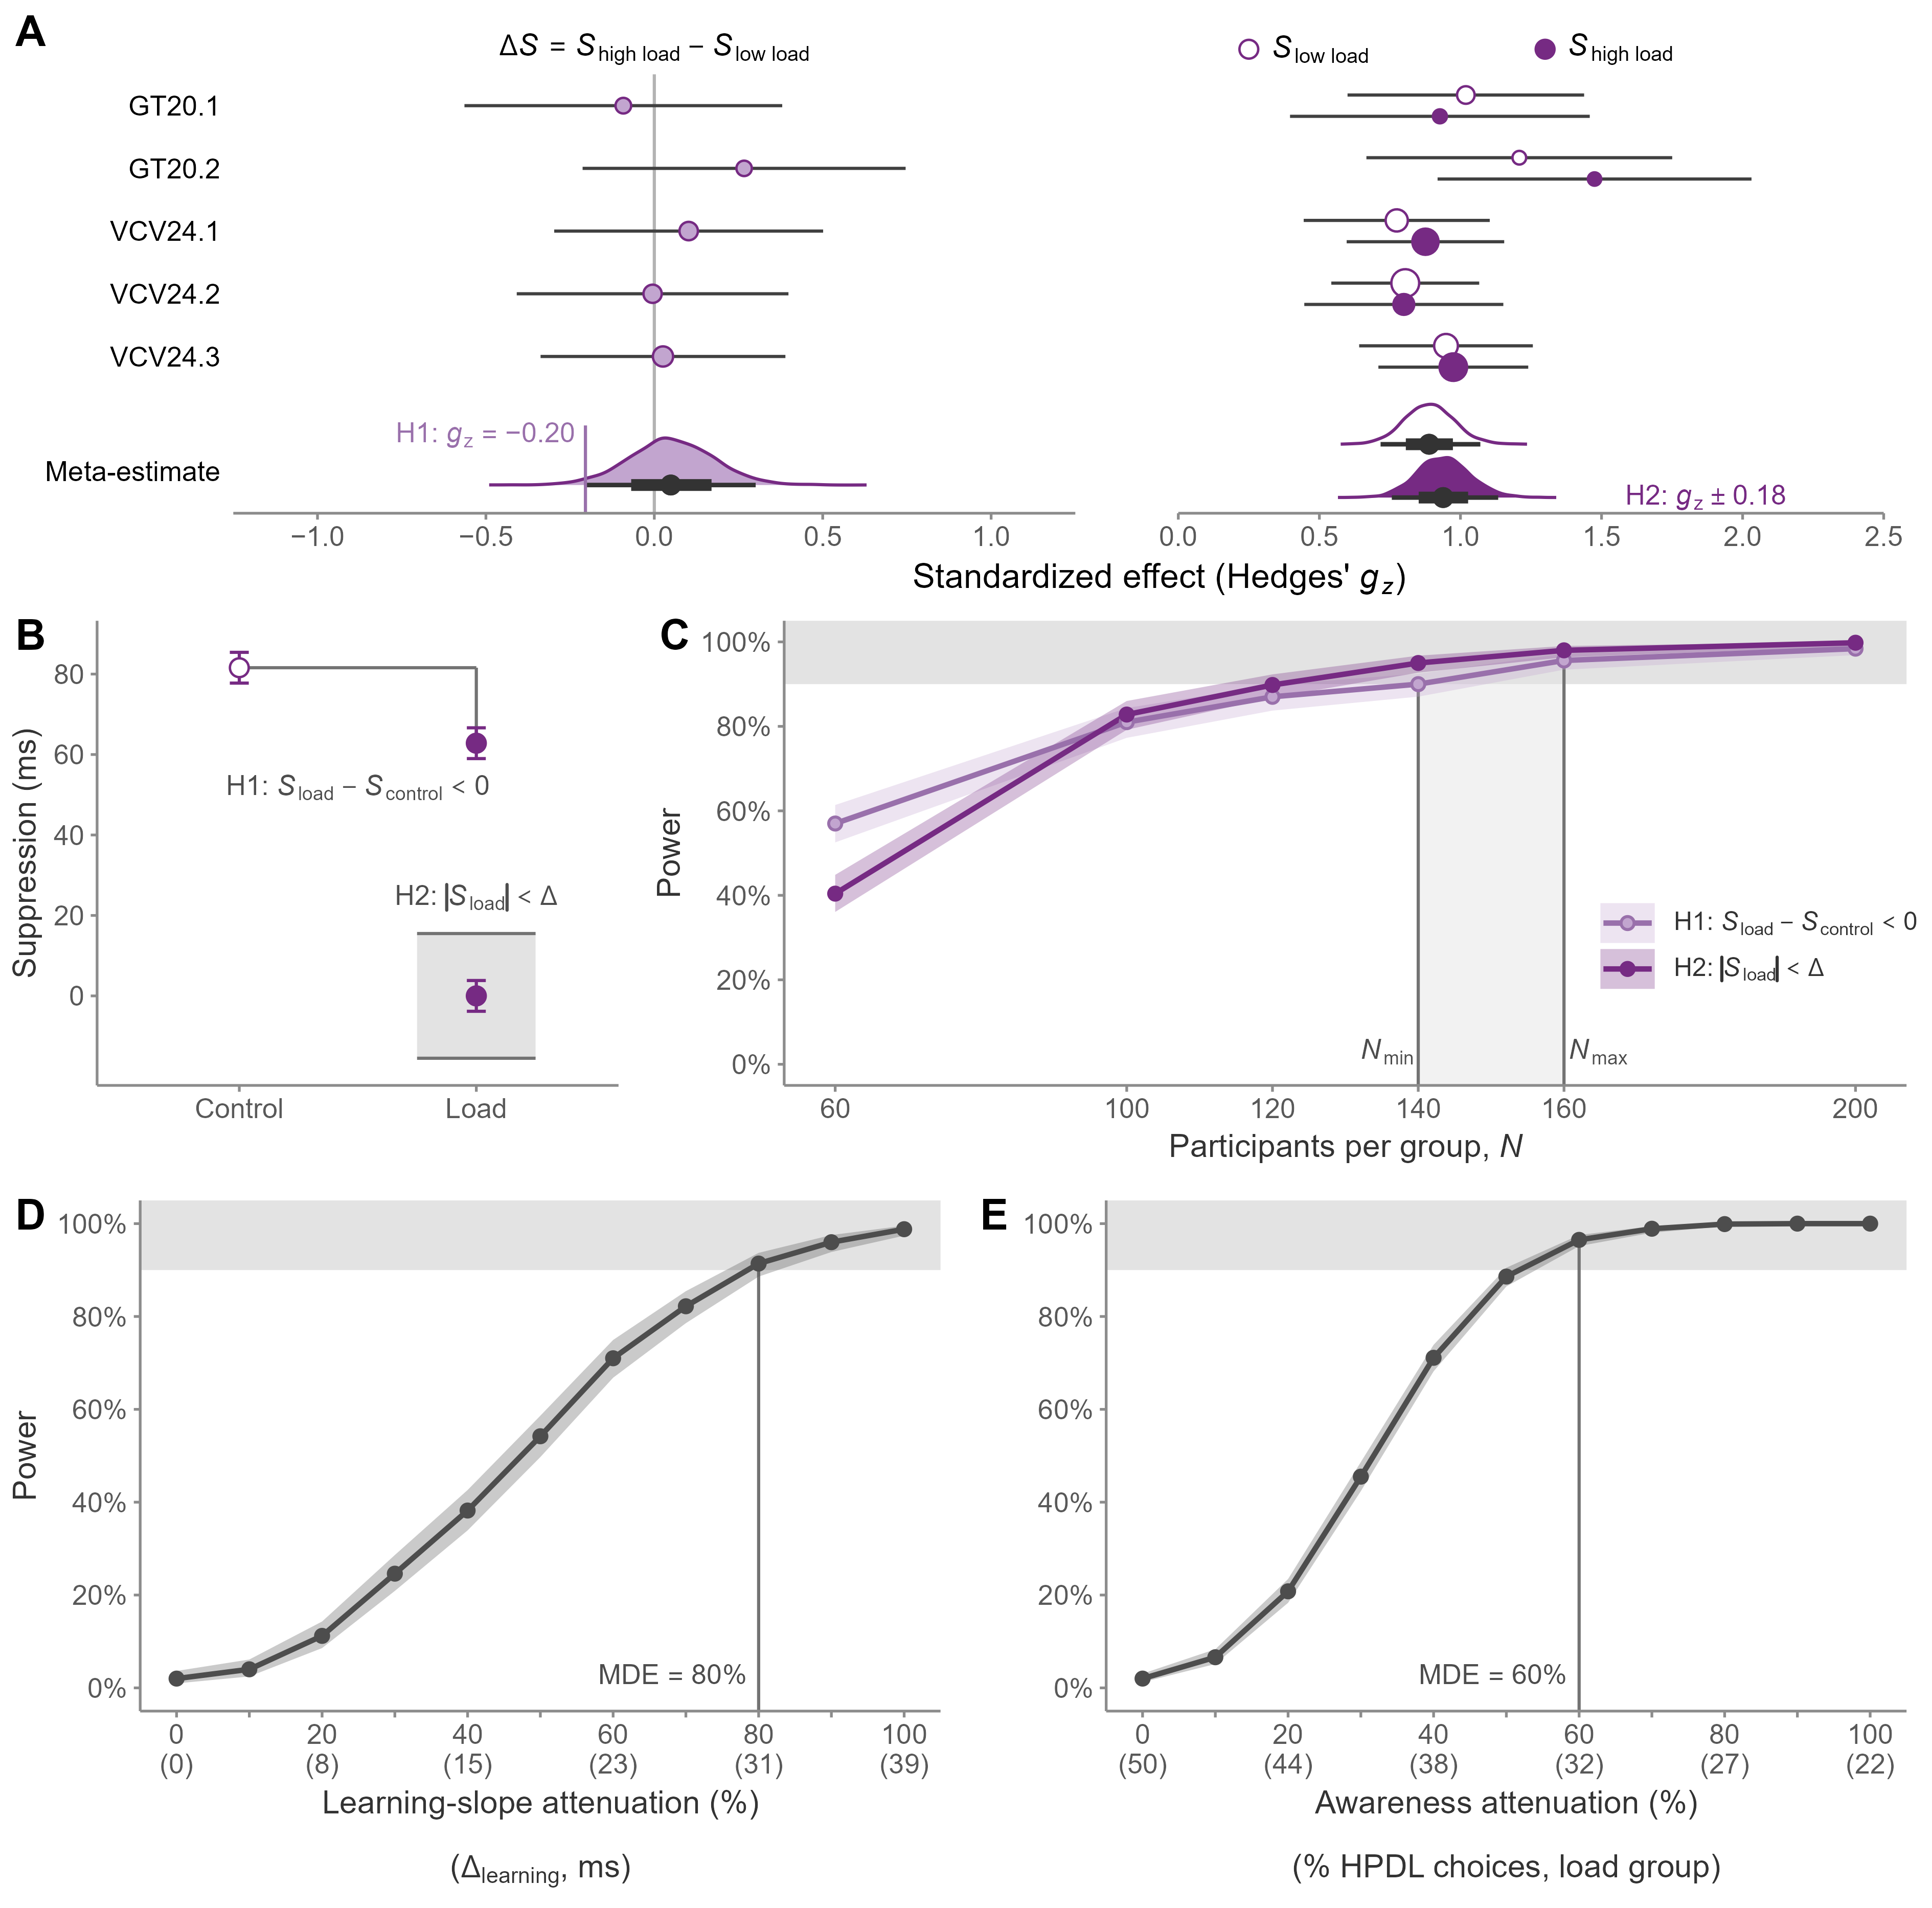 A
ΔS = S high load − S low load
S low load
S high load
GT20.1
GT20.2
VCV24.1
VCV24.2
VCV24.3
Meta-estimate
H1: gz = −0.20
H2: gz ± 0.18
−1.0 −0.5 0.0 0.5 1.0
0.0 0.5 1.0 1.5 2.0 2.5
Standardized effect (Hedges' gz)
B
Suppression (ms)
80
60
40
20
0
H1: S load − S control < 0
H2: |S load| < Δ
Control Load
C
Power
100%
80%
60%
40%
20%
0%
N min
N max
H1: S load − S control < 0
H2: |S load| < Δ
60 100 120 140 160 200
Participants per group, N
D
Power
100%
80%
60%
40%
20%
0%
MDE = 80%
0 20 40 60 80 100
(0) (8) (15) (23) (31) (39)
Learning-slope attenuation (%)
(Δlearning, ms)
E
100%
80%
60%
40%
20%
0%
MDE = 60%
0 20 40 60 80 100
(50) (44) (38) (32) (27) (22)
Awareness attenuation (%)
(% HPDL choices, load group)